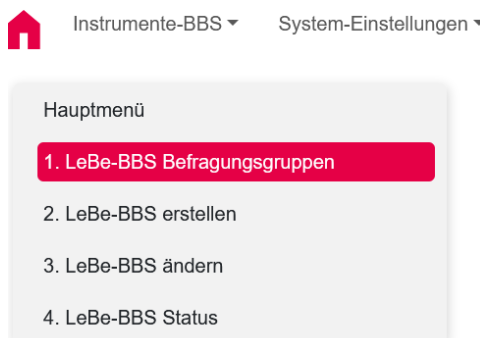 Instrumente-BBS System-Einstellungen
Hauptmenü
1. LeBe-BBS Befragungsgruppen
2. LeBe-BBS erstellen
3. LeBe-BBS ändern
4. LeBe-BBS Status